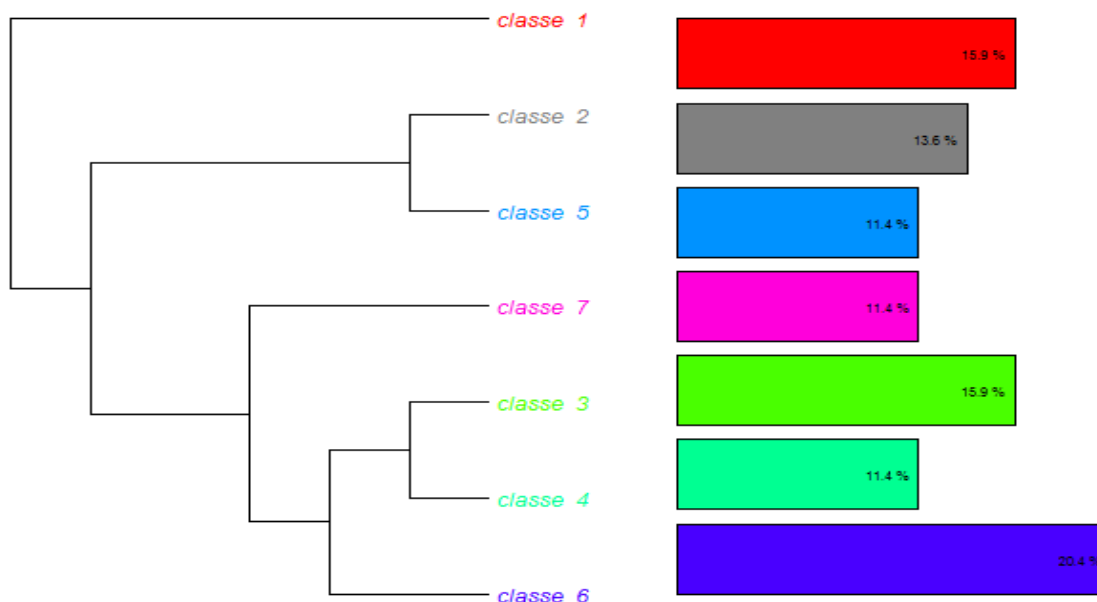 classe 1
15.9 %
classe 2
13.6 %
classe 5
11.4 %
classe 7
11.4 %
classe 3
15.9 %
classe 4
11.4 %
classe 6
20.4 %